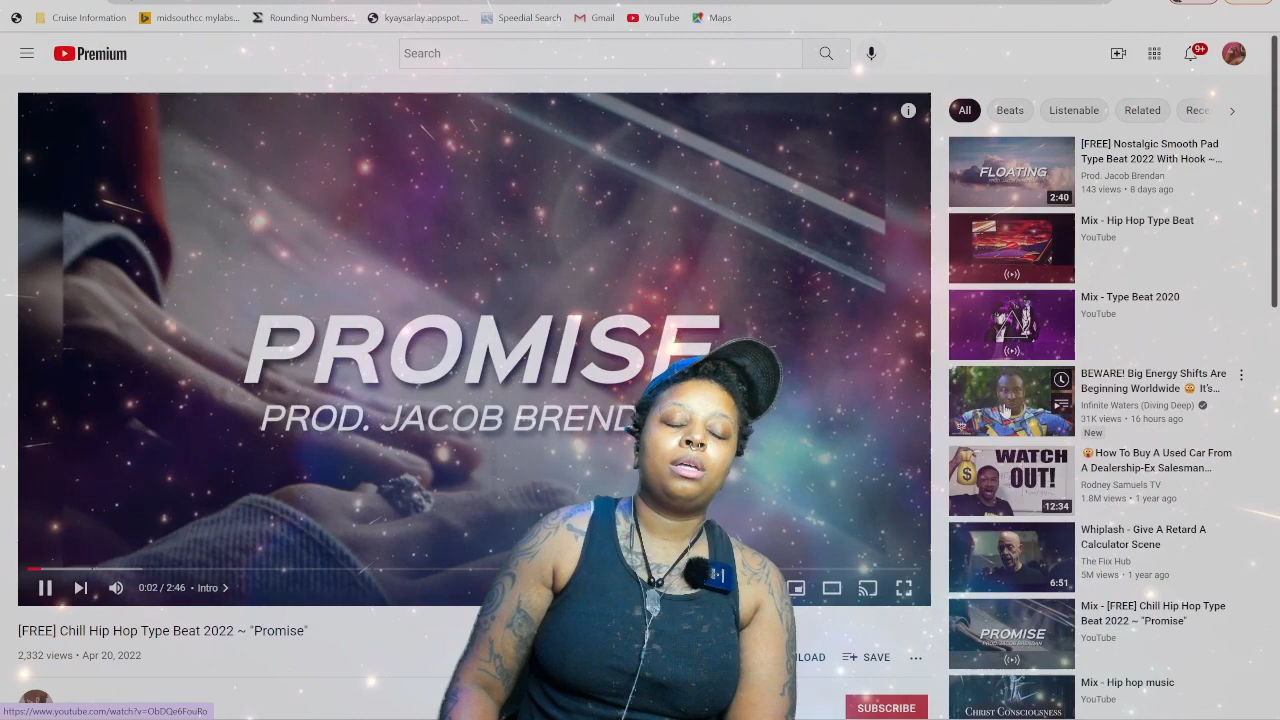 Cruise Information
midsouthcc mylabs...
Rounding Numbers...
kyaysarlay.appspot....
Speedial Search
Gmail
YouTube
Maps
Premium
Search
9+
PROMISE
PROD. JACOB BREND
0:02 / 2:46 • Intro
[FREE] Chill Hip Hop Type Beat 2022 ~ "Promise"
2,332 views • Apr 20, 2022
LOAD
SAVE
SUBSCRIBE
https://www.youtube.com/watch?v=ObDQe6FouRo
All
Beats
Listenable
Related
Rece
FLOATING
2:40
[FREE] Nostalgic Smooth Pad
Type Beat 2022 With Hook ~...
Prod. Jacob Brendan
143 views • 8 days ago
Mix - Hip Hop Type Beat
YouTube
Mix - Type Beat 2020
YouTube
BEWARE! Big Energy Shifts Are
Beginning Worldwide 😳 It's...
Infinite Waters (Diving Deep)
31K views • 16 hours ago
New
WATCH
OUT!
12:34
😱How To Buy A Used Car From
A Dealership-Ex Salesman...
Rodney Samuels TV
1.8M views • 1 year ago
6:51
Whiplash - Give A Retard A
Calculator Scene
The Fix Hub
5M views • 1 year ago
PROMISE
PROD. JACOB BRENDAN
Mix - [FREE] Chill Hip Hop Type
Beat 2022 ~ "Promise"
YouTube
CHRIST CONSCIOUSNESS
Mix - Hip hop music
YouTube